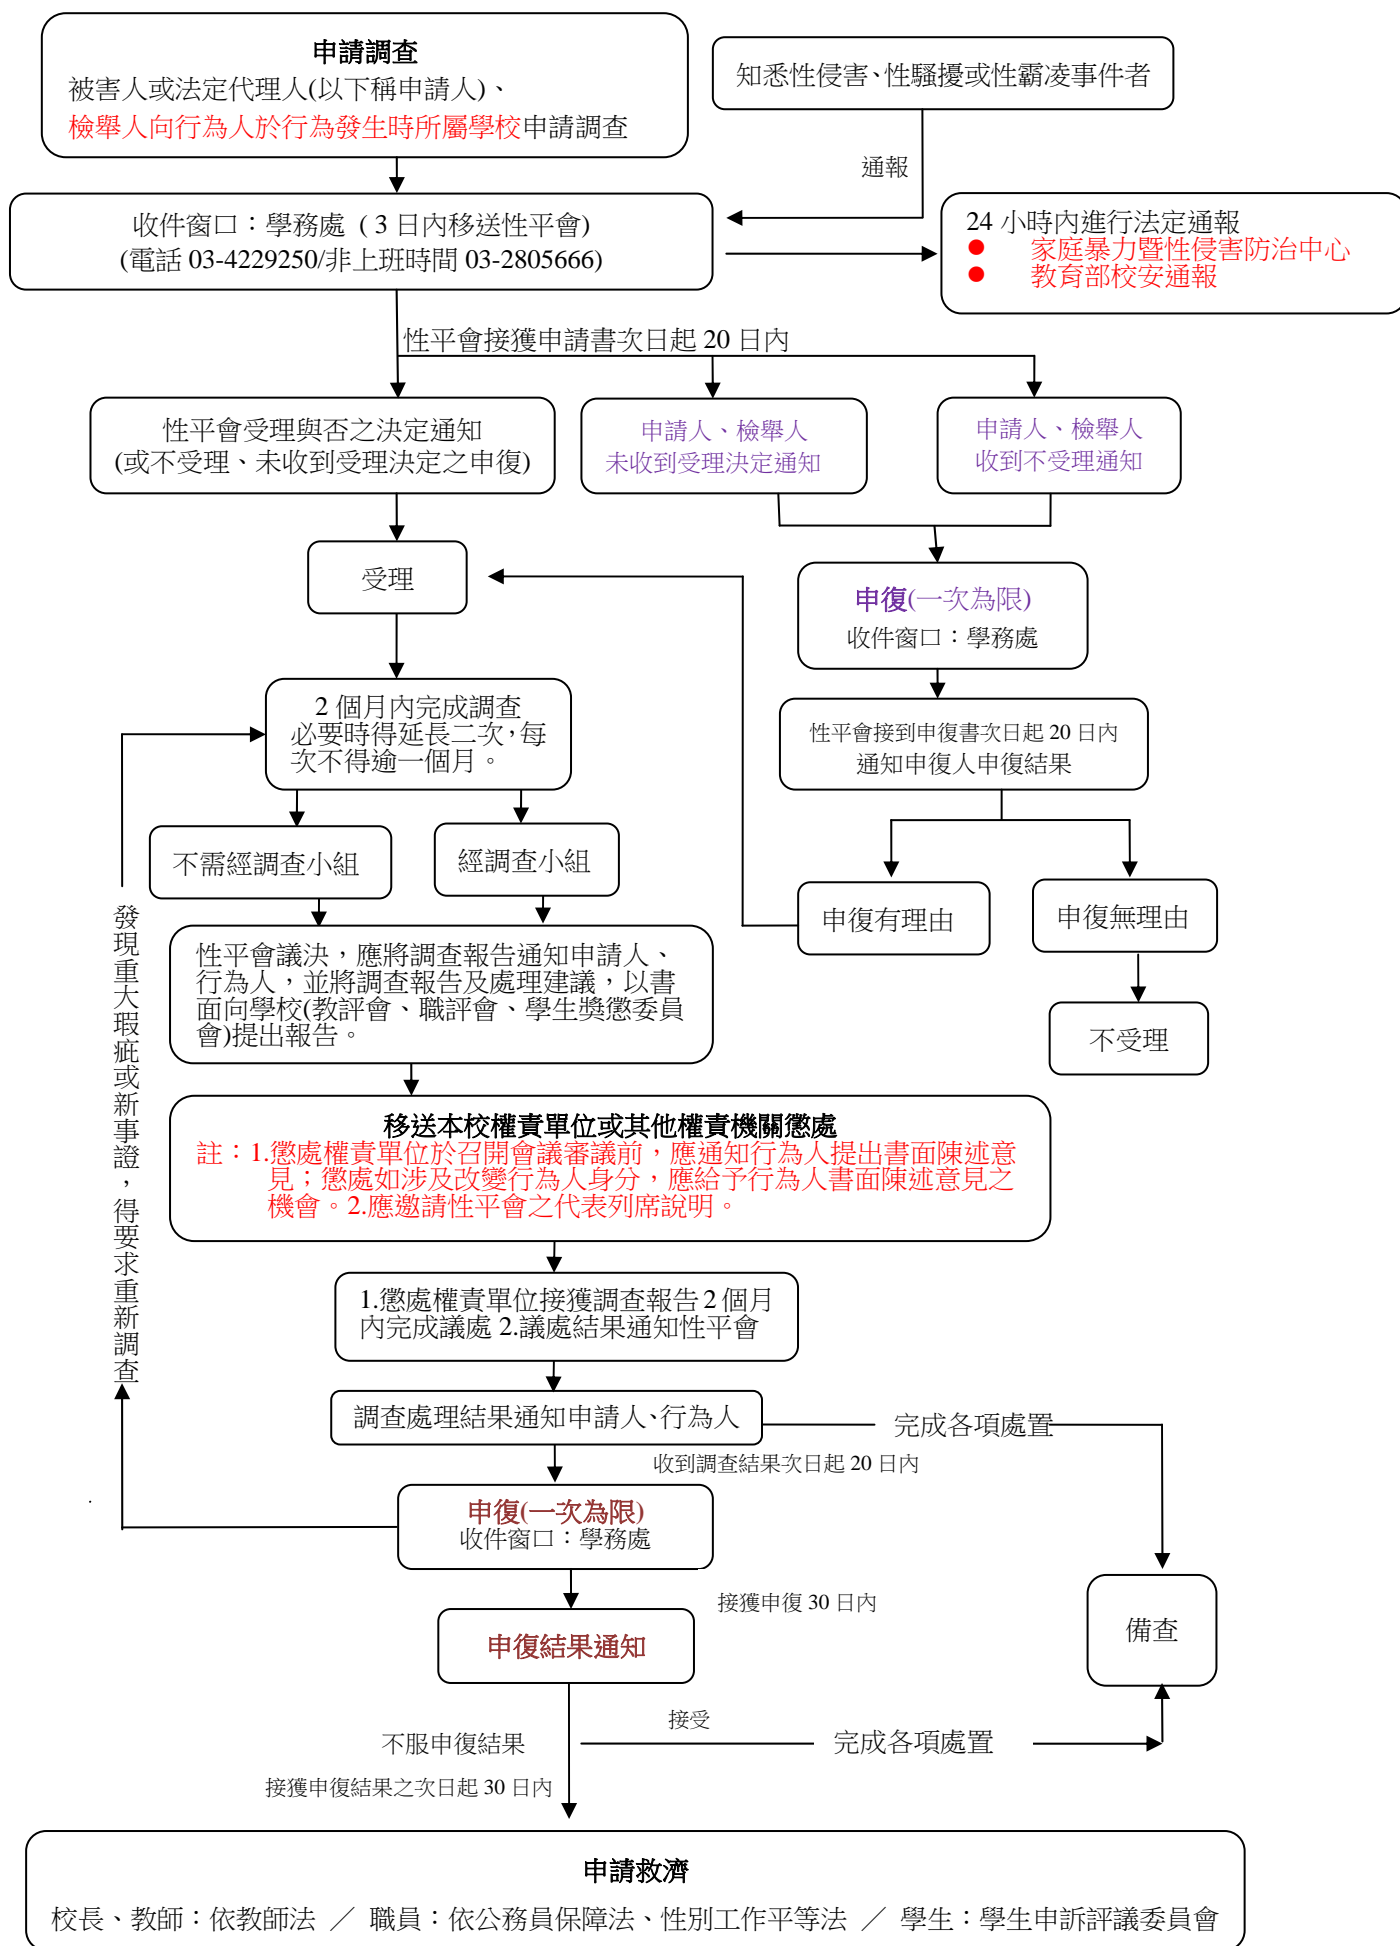 申請調查
被害人或法定代理人(以下稱申請人)、
檢舉人向行為人於行為發生時所屬學校申請調查
知悉性侵害、性騷擾或性霸凌事件者
通報
收件窗口：學務處 ( 3 日內移送性平會)
(電話 03-4229250/非上班時間 03-2805666)
24 小時內進行法定通報
● 家庭暴力暨性侵害防治中心
● 教育部校安通報
性平會接獲申請書次日起 20 日內
性平會受理與否之決定通知
(或不受理、未收到受理決定之申復)
申請人、檢舉人
未收到受理決定通知
申請人、檢舉人
收到不受理通知
受理
申復(一次為限)
收件窗口：學務處
2 個月內完成調查
必要時得延長二次，每
次不得逾一個月。
性平會接到申復書次日起 20 日內
通知申復人申復結果
不需經調查小組
經調查小組
申復有理由
申復無理由
發現重大瑕疵或新事證，得要求重新調查
性平會議決，應將調查報告通知申請人、
行為人，並將調查報告及處理建議，以書
面向學校(教評會、職評會、學生獎懲委員
會)提出報告。
不受理
移送本校權責單位或其他權責機關懲處
註：1.懲處權責單位於召開會議審議前，應通知行為人提出書面陳述意
見；懲處如涉及改變行為人身分，應給予行為人書面陳述意見之
機會。2.應邀請性平會之代表列席說明。
1.懲處權責單位接獲調查報告 2 個月
內完成議處 2.議處結果通知性平會
調查處理結果通知申請人、行為人
完成各項處置
收到調查結果次日起 20 日內
申復(一次為限)
收件窗口：學務處
接獲申復 30 日內
申復結果通知
備查
接受
不服申復結果
完成各項處置
接獲申復結果之次日起 30 日內
申請救濟
校長、教師：依教師法 ／ 職員：依公務員保障法、性別工作平等法 ／ 學生：學生申訴評議委員會